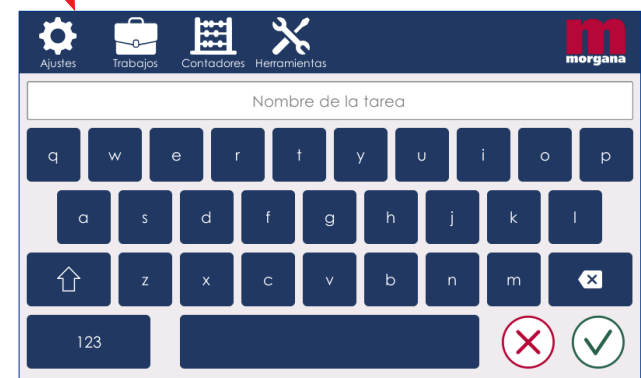 Ajustes Trabajos Contadores Herramientas
morgana
Nombre de la tarea
q w e r t y u i o p
a s d f g h j k l
z x c v b n m
123